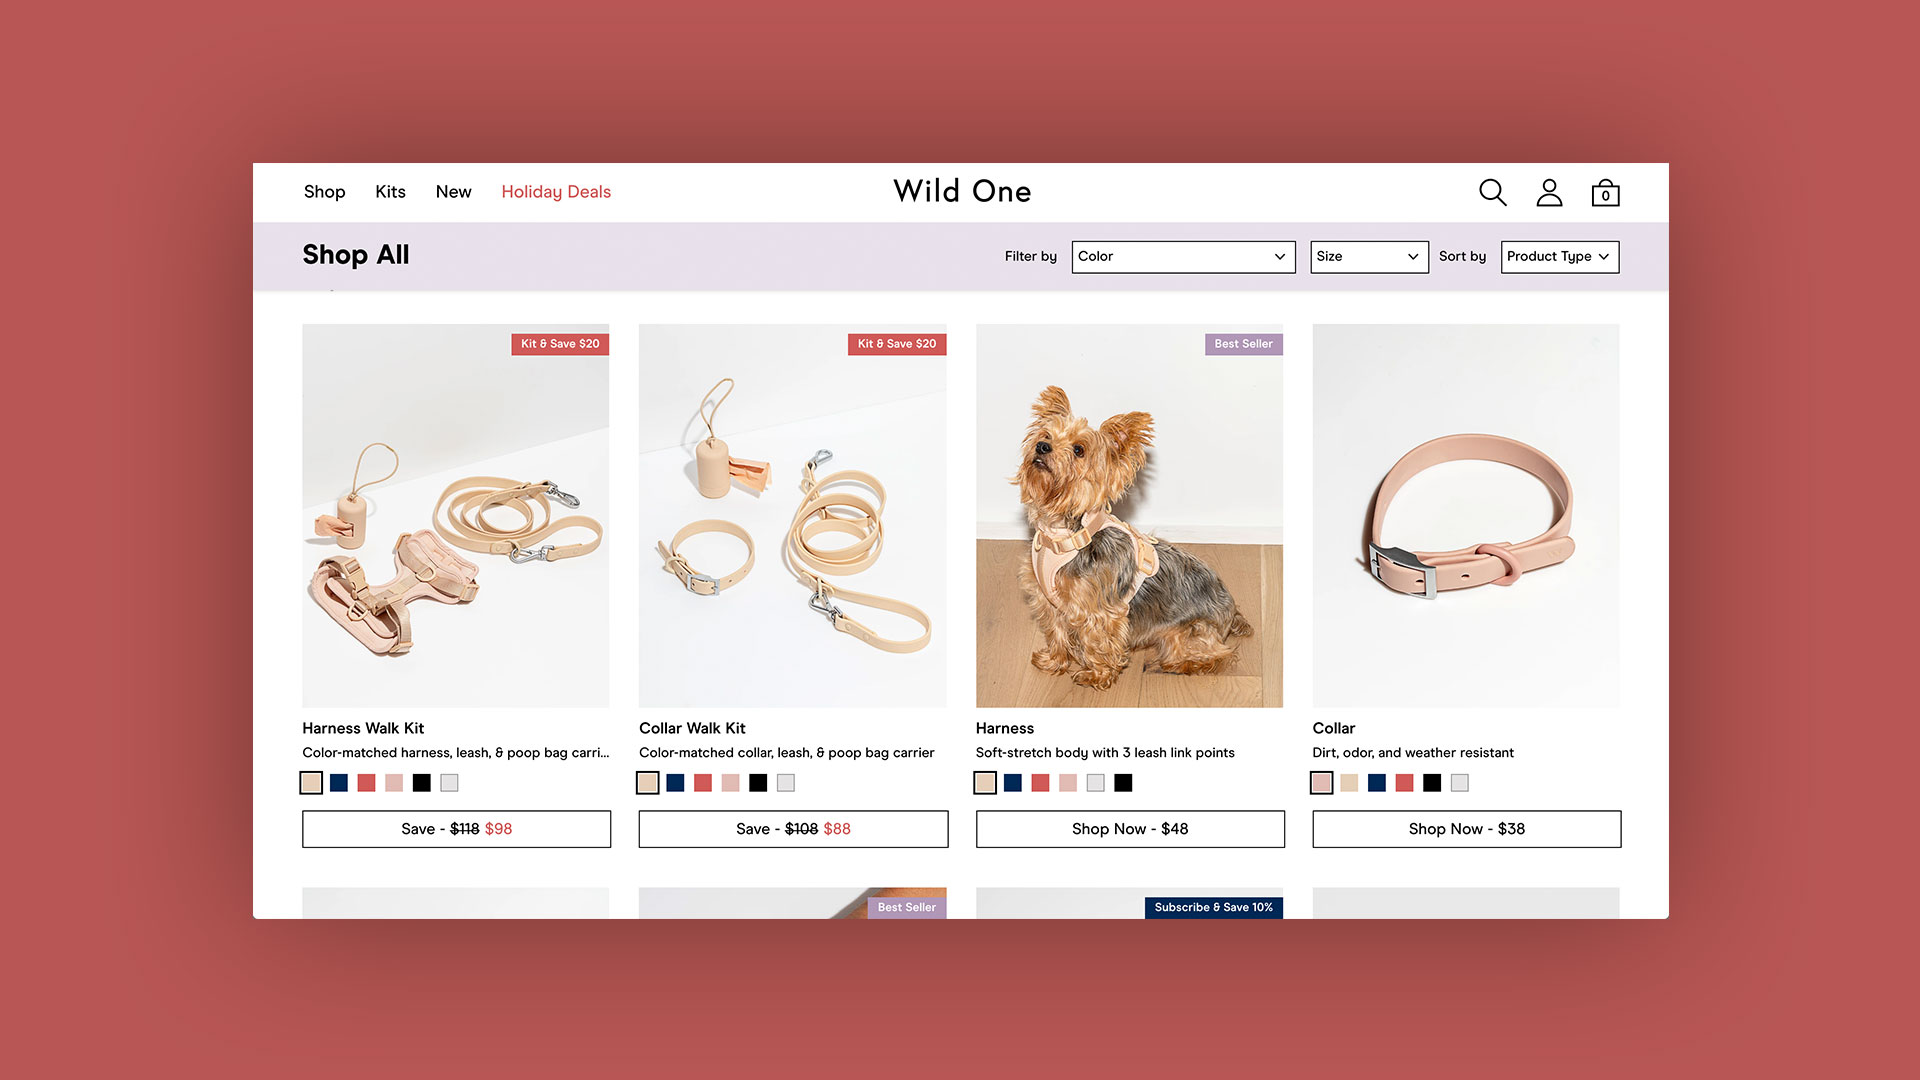 Shop Kits New Holiday Deals Wild One 0
Shop All Filter by Color Size Sort by Product Type
Kit & Save $20
Kit & Save $20
Best Seller
Harness Walk Kit
Color-matched harness, leash, & poop bag carri...
Save - $118 $98
Collar Walk Kit
Color-matched collar, leash, & poop bag carrier
Save - $108 $88
Harness
Soft-stretch body with 3 leash link points
Shop Now - $48
Collar
Dirt, odor, and weather resistant
Shop Now - $38
Best Seller
Subscribe & Save 10%